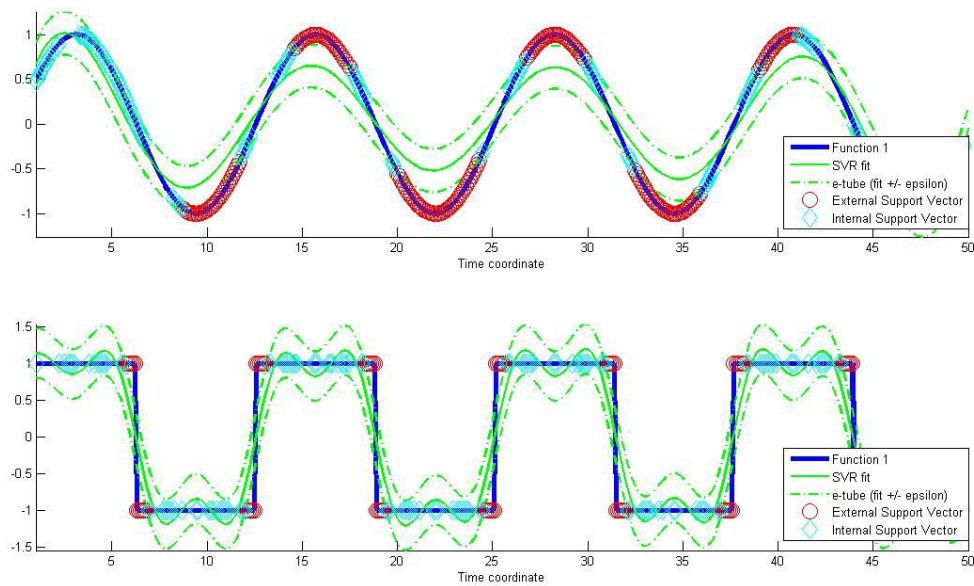 1
0.5
0
-0.5
-1
5 10 15 20 25 30 35 40 45 50
Time coordinate
Function 1
SVR fit
e-tube (fit +/- epsilon)
External Support Vector
Internal Support Vector
1.5
1
0.5
0
-0.5
-1
-1.5
5 10 15 20 25 30 35 40 45 50
Time coordinate
Function 1
SVR fit
e-tube (fit +/- epsilon)
External Support Vector
Internal Support Vector